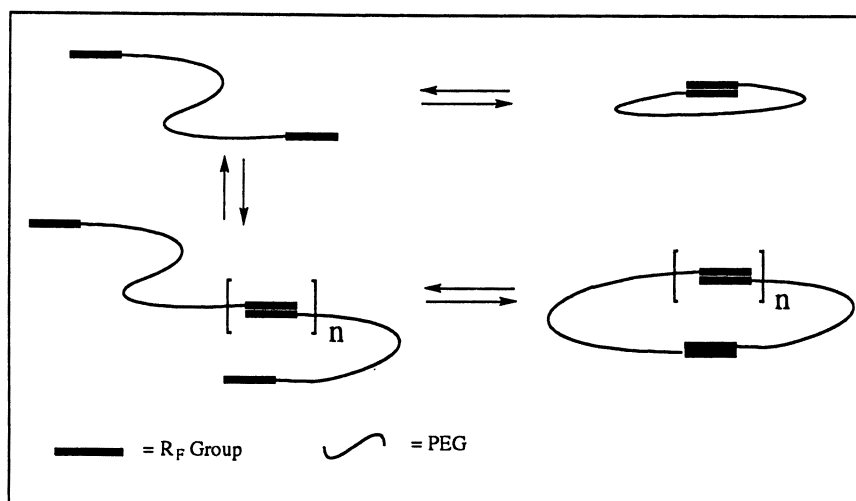 n
n
= R_F Group
= PEG